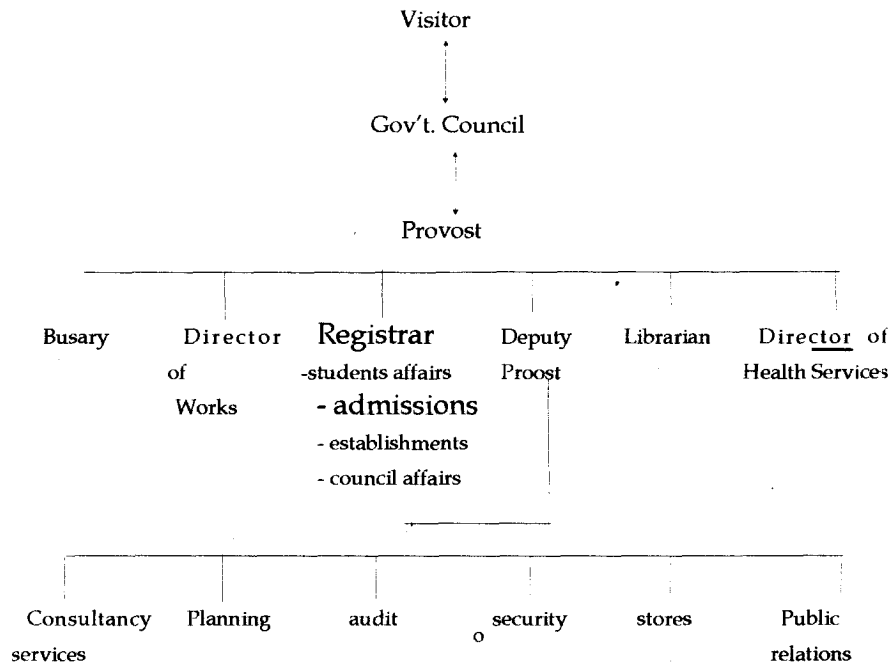 Visitor
Gov't. Council
Provost
Busary Director Registrar Deputy Librarian Director of
of -students affairs Proost Health Services
Works - admissions
- establishments
- council affairs
Consultancy Planning audit security stores Public
services o relations